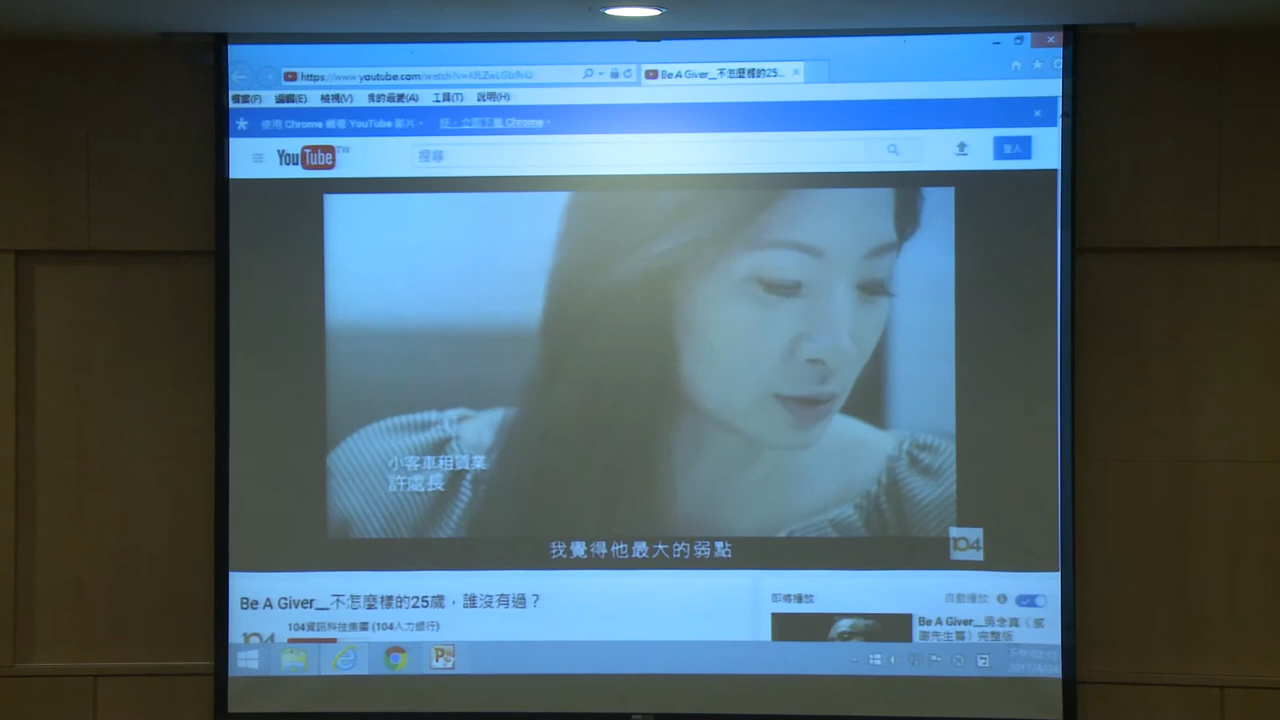 https://www.youtube.com/watch?v=
Be A Giver__不怎麼樣的25...
檔案(F) 編輯(E) 檢視(V) 我的最愛(A) 工具(T) 說明(H)
使用 Chrome 觀看 YouTube 影片。 好,立即下載 Chrome。
YouTube TW
搜尋
登入
小客車租賃業
許處長
我覺得他最大的弱點
104
Be A Giver__不怎麼樣的25歲,誰沒有過?
104資訊科技集團 (104人力銀行)
104
即將播放
自動播放
Be A Giver__吳念真《感
謝先生篇》完整版